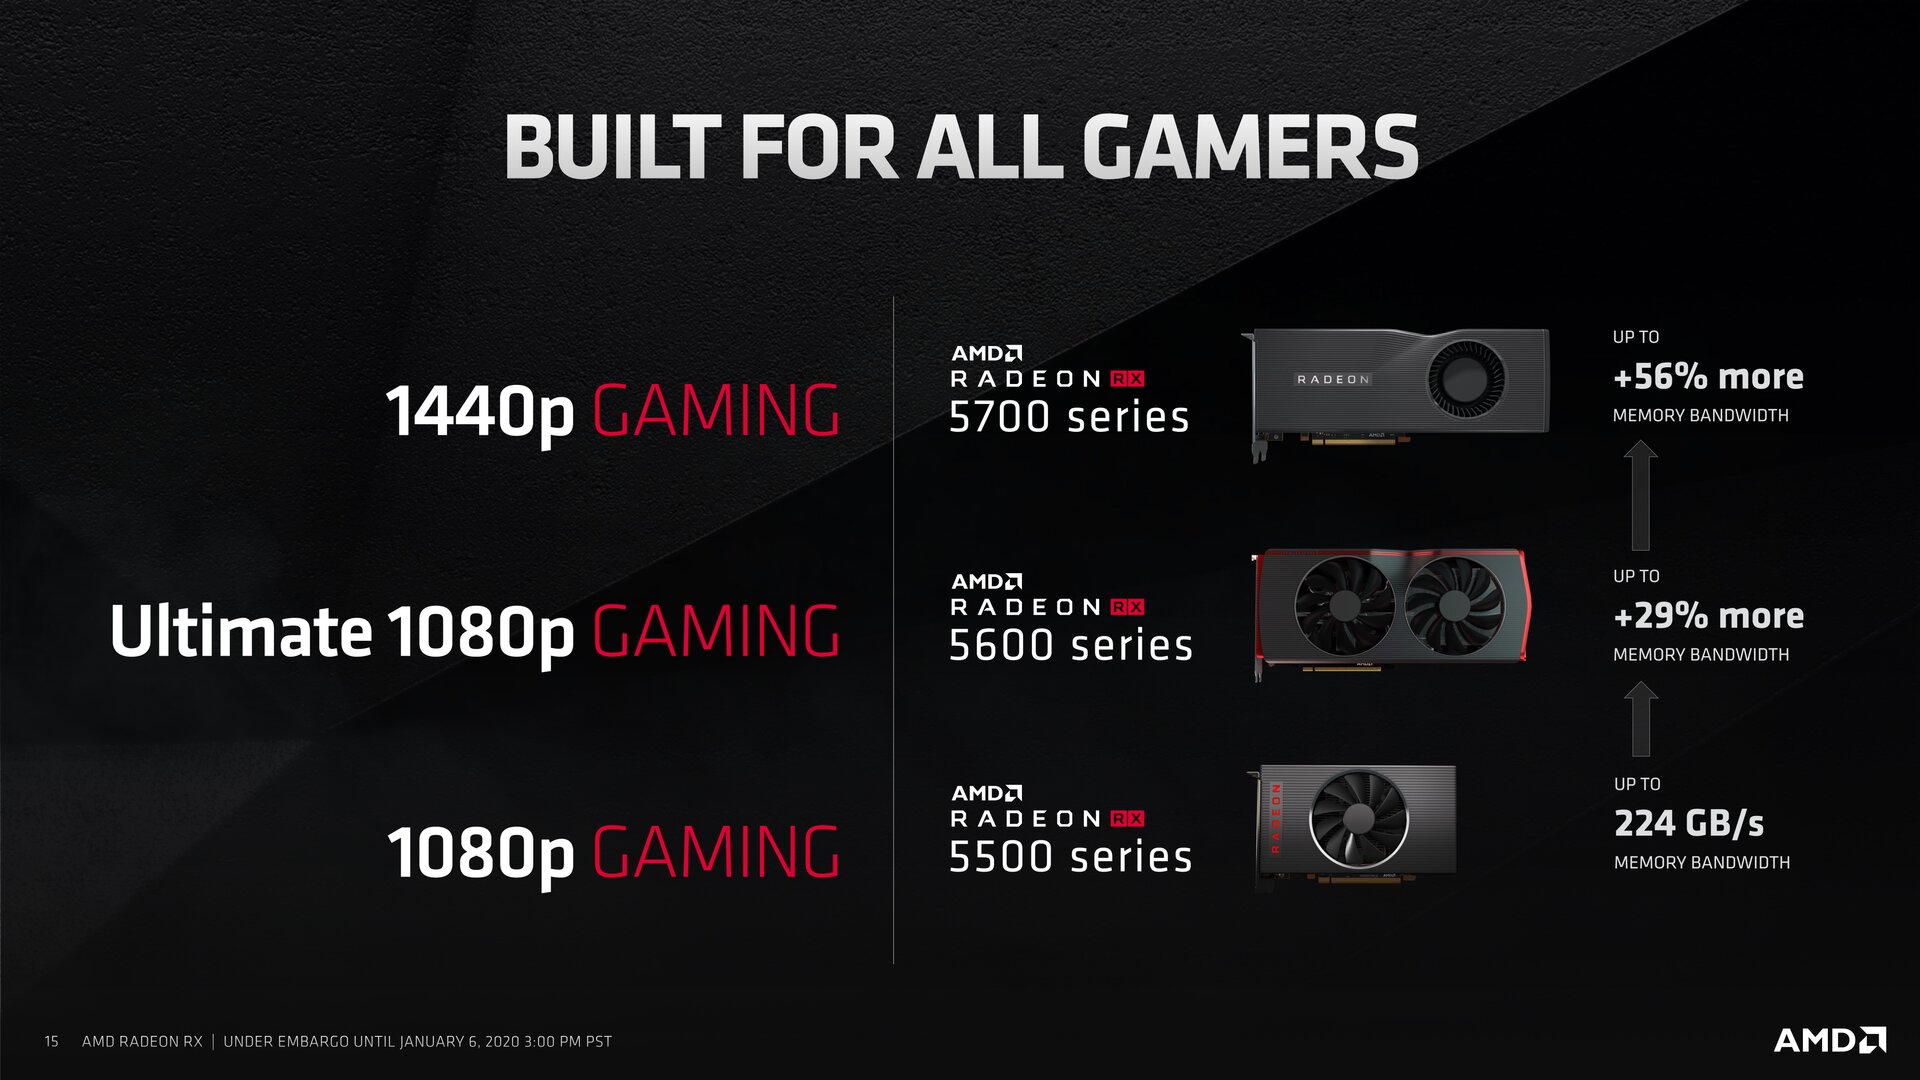 BUILT FOR ALL GAMERS
1440p GAMING
AMD
RADEON RX
5700 series
RADEON
AMD
UP TO
+56% more
MEMORY BANDWIDTH
Ultimate 1080p GAMING
AMD
RADEON RX
5600 series
AMD
UP TO
+29% more
MEMORY BANDWIDTH
1080p GAMING
AMD
RADEON RX
5500 series
RADEON
AMD
UP TO
224 GB/s
MEMORY BANDWIDTH
15 AMD RADEON RX | UNDER EMBARGO UNTIL JANUARY 6, 2020 3:00 PM PST
AMD